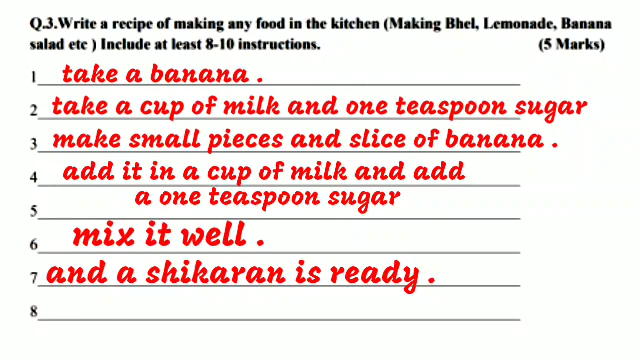 Q.3.Write a recipe of making any food in the kitchen (Making Bhel, Lemonade, Banana
salad etc ) Include at least 8-10 instructions. (5 Marks)
1 take a banana .
2 take a cup of milk and one teaspoon sugar
3 make small pieces and slice of banana .
4 add it in a cup of milk and add
5 a one teaspoon sugar
6 mix it well .
7 and a shikaran is ready .
8